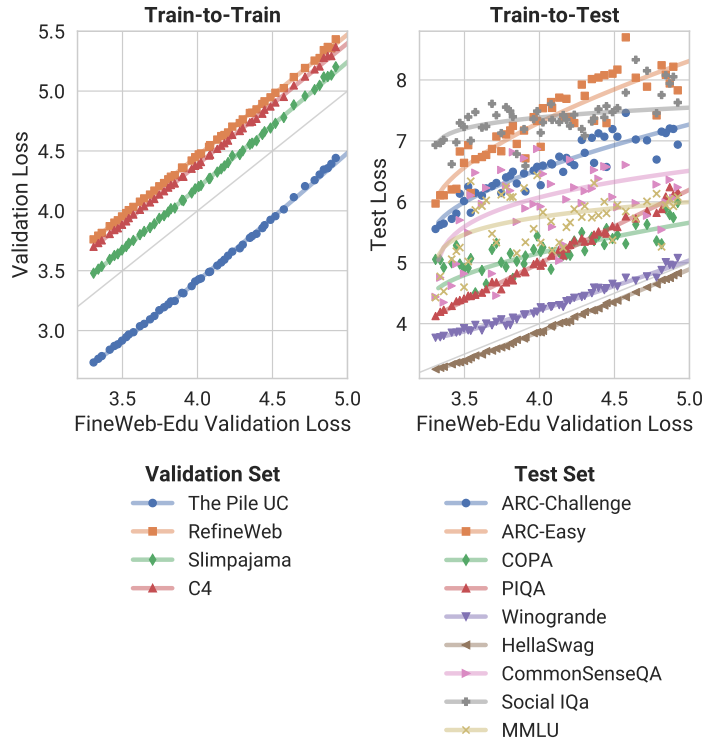 Train-to-Train
Train-to-Test
Validation Loss
5.5
5.0
4.5
4.0
3.5
3.0
3.5
4.0
4.5
5.0
FineWeb-Edu Validation Loss
Test Loss
8
7
6
5
4
3.5
4.0
4.5
5.0
FineWeb-Edu Validation Loss
Validation Set
The Pile UC
RefineWeb
Slimpajama
C4
Test Set
ARC-Challenge
ARC-Easy
COPA
PIQA
Winogrande
HellaSwag
CommonSenseQA
Social IQa
MMLU